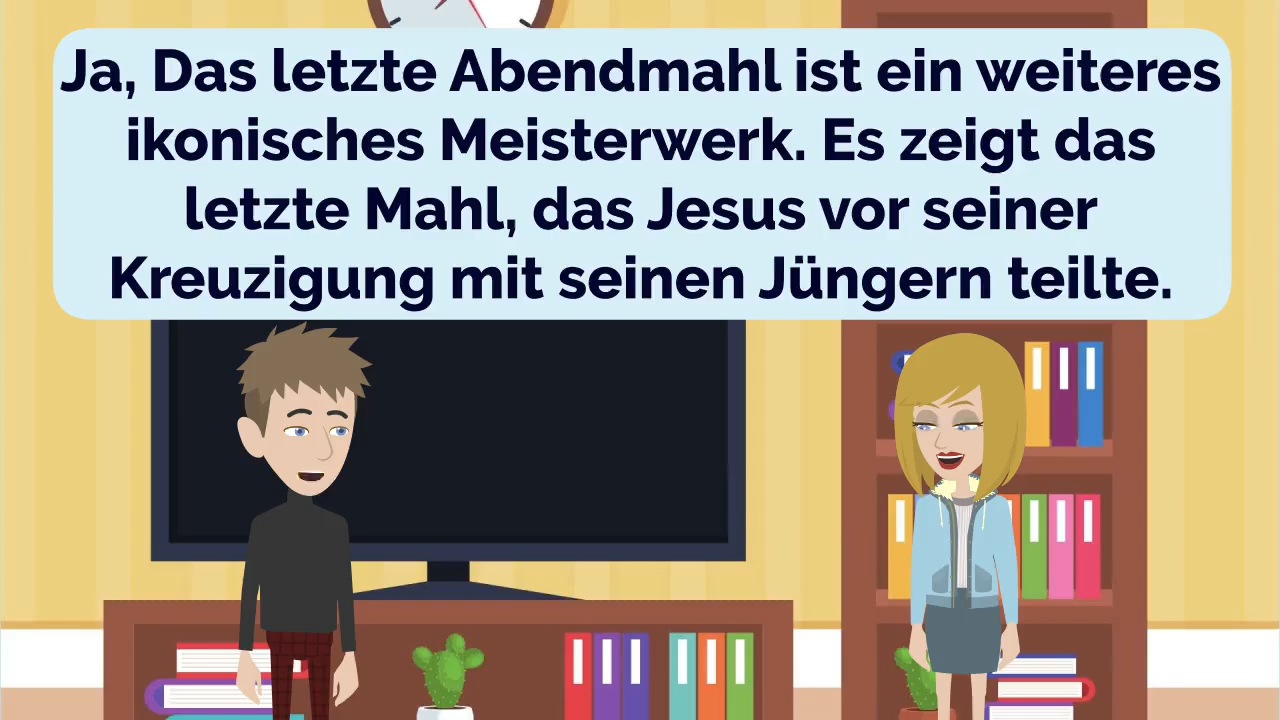 Ja, Das letzte Abendmahl ist ein weiteres
ikonisches Meisterwerk. Es zeigt das
letzte Mahl, das Jesus vor seiner
Kreuzigung mit seinen Jüngern teilte.